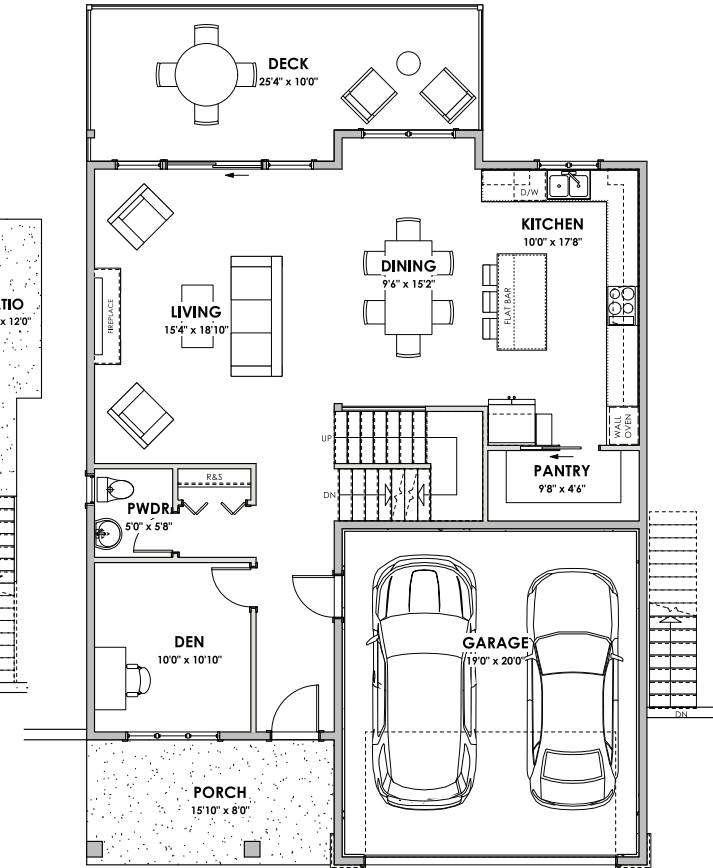 DECK
25'4" x 10'0"
D/W
KITCHEN
10'0" x 17'8"
DINING
9'6" x 15'2"
FLAT BAR
TIO
x 12'0"
FIREPLACE
LIVING
15'4" x 18'10"
WALL
OVEN
UP
DN
PANTRY
9'8" x 4'6"
R&S
PWDR
5'0" x 5'8"
DEN
10'0" x 10'10"
GARAGE
19'0" x 20'0"
DN
PORCH
15'10" x 8'0"